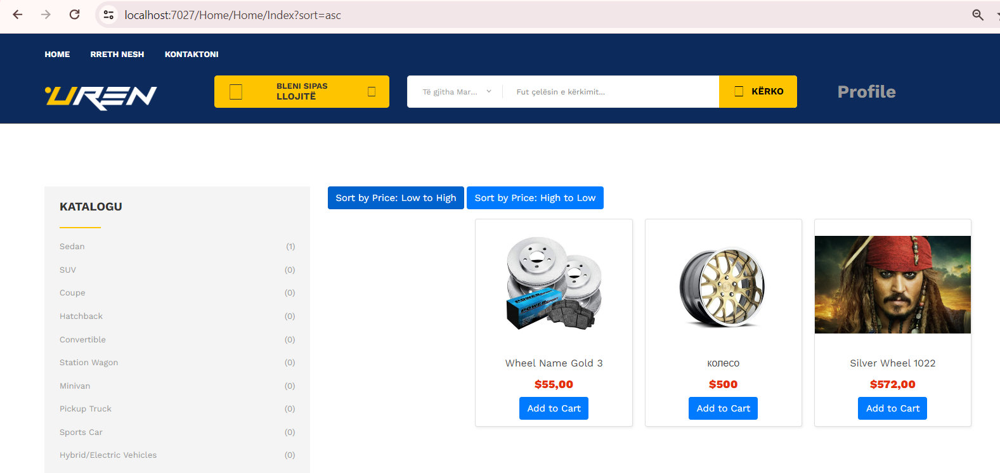 localhost:7027/Home/Home/Index?sort=asc
HOME RRETH NESH KONTAKTONI
UREN
BLENI SIPAS
LLOJITË
Të gjitha Mar...
Fut çelësin e kërkimit...
KËRKO
Profile
KATALOGU
Sedan (1)
SUV (0)
Coupe (0)
Hatchback (0)
Convertible (0)
Station Wagon (0)
Minivan (0)
Pickup Truck (0)
Sports Car (0)
Hybrid/Electric Vehicles (0)
Sort by Price: Low to High
Sort by Price: High to Low
POWERSPORT
Wheel Name Gold 3
$55,00
Add to Cart
колесо
$500
Add to Cart
Silver Wheel 1022
$572,00
Add to Cart